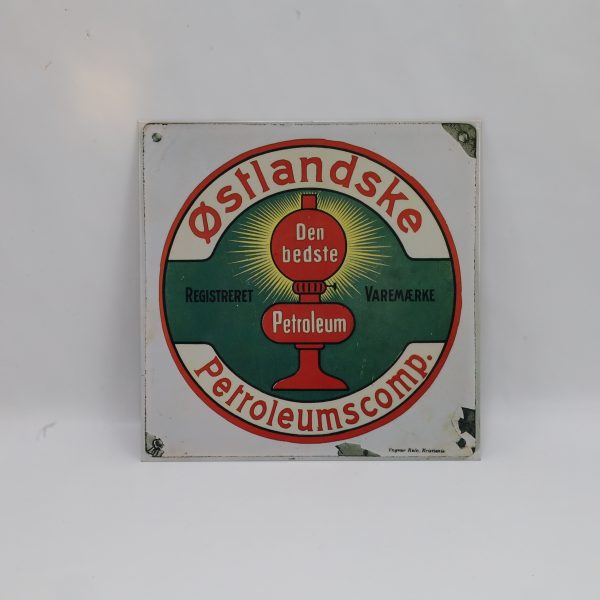 Østlandske
Den
bedste
REGISTRERET VAREMÆRKE
Petroleum
Petroleumscomp.